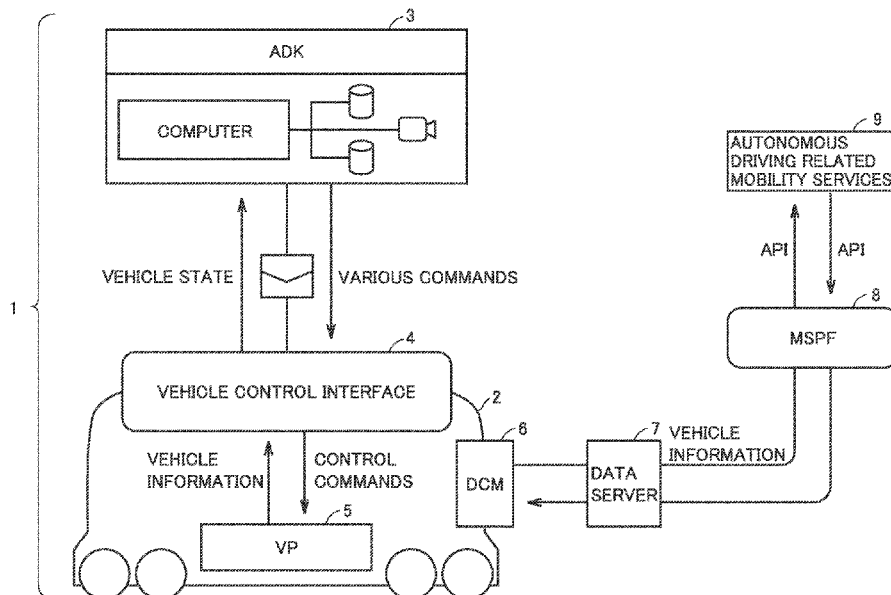 3
ADK
COMPUTER
9
AUTONOMOUS
DRIVING RELATED
MOBILITY SERVICES
API
API
VEHICLE STATE
VARIOUS COMMANDS
1
8
MSPF
4
VEHICLE CONTROL INTERFACE
2
6
7
VEHICLE
INFORMATION
VEHICLE
INFORMATION
CONTROL
COMMANDS
DCM
DATA
SERVER
5
VP